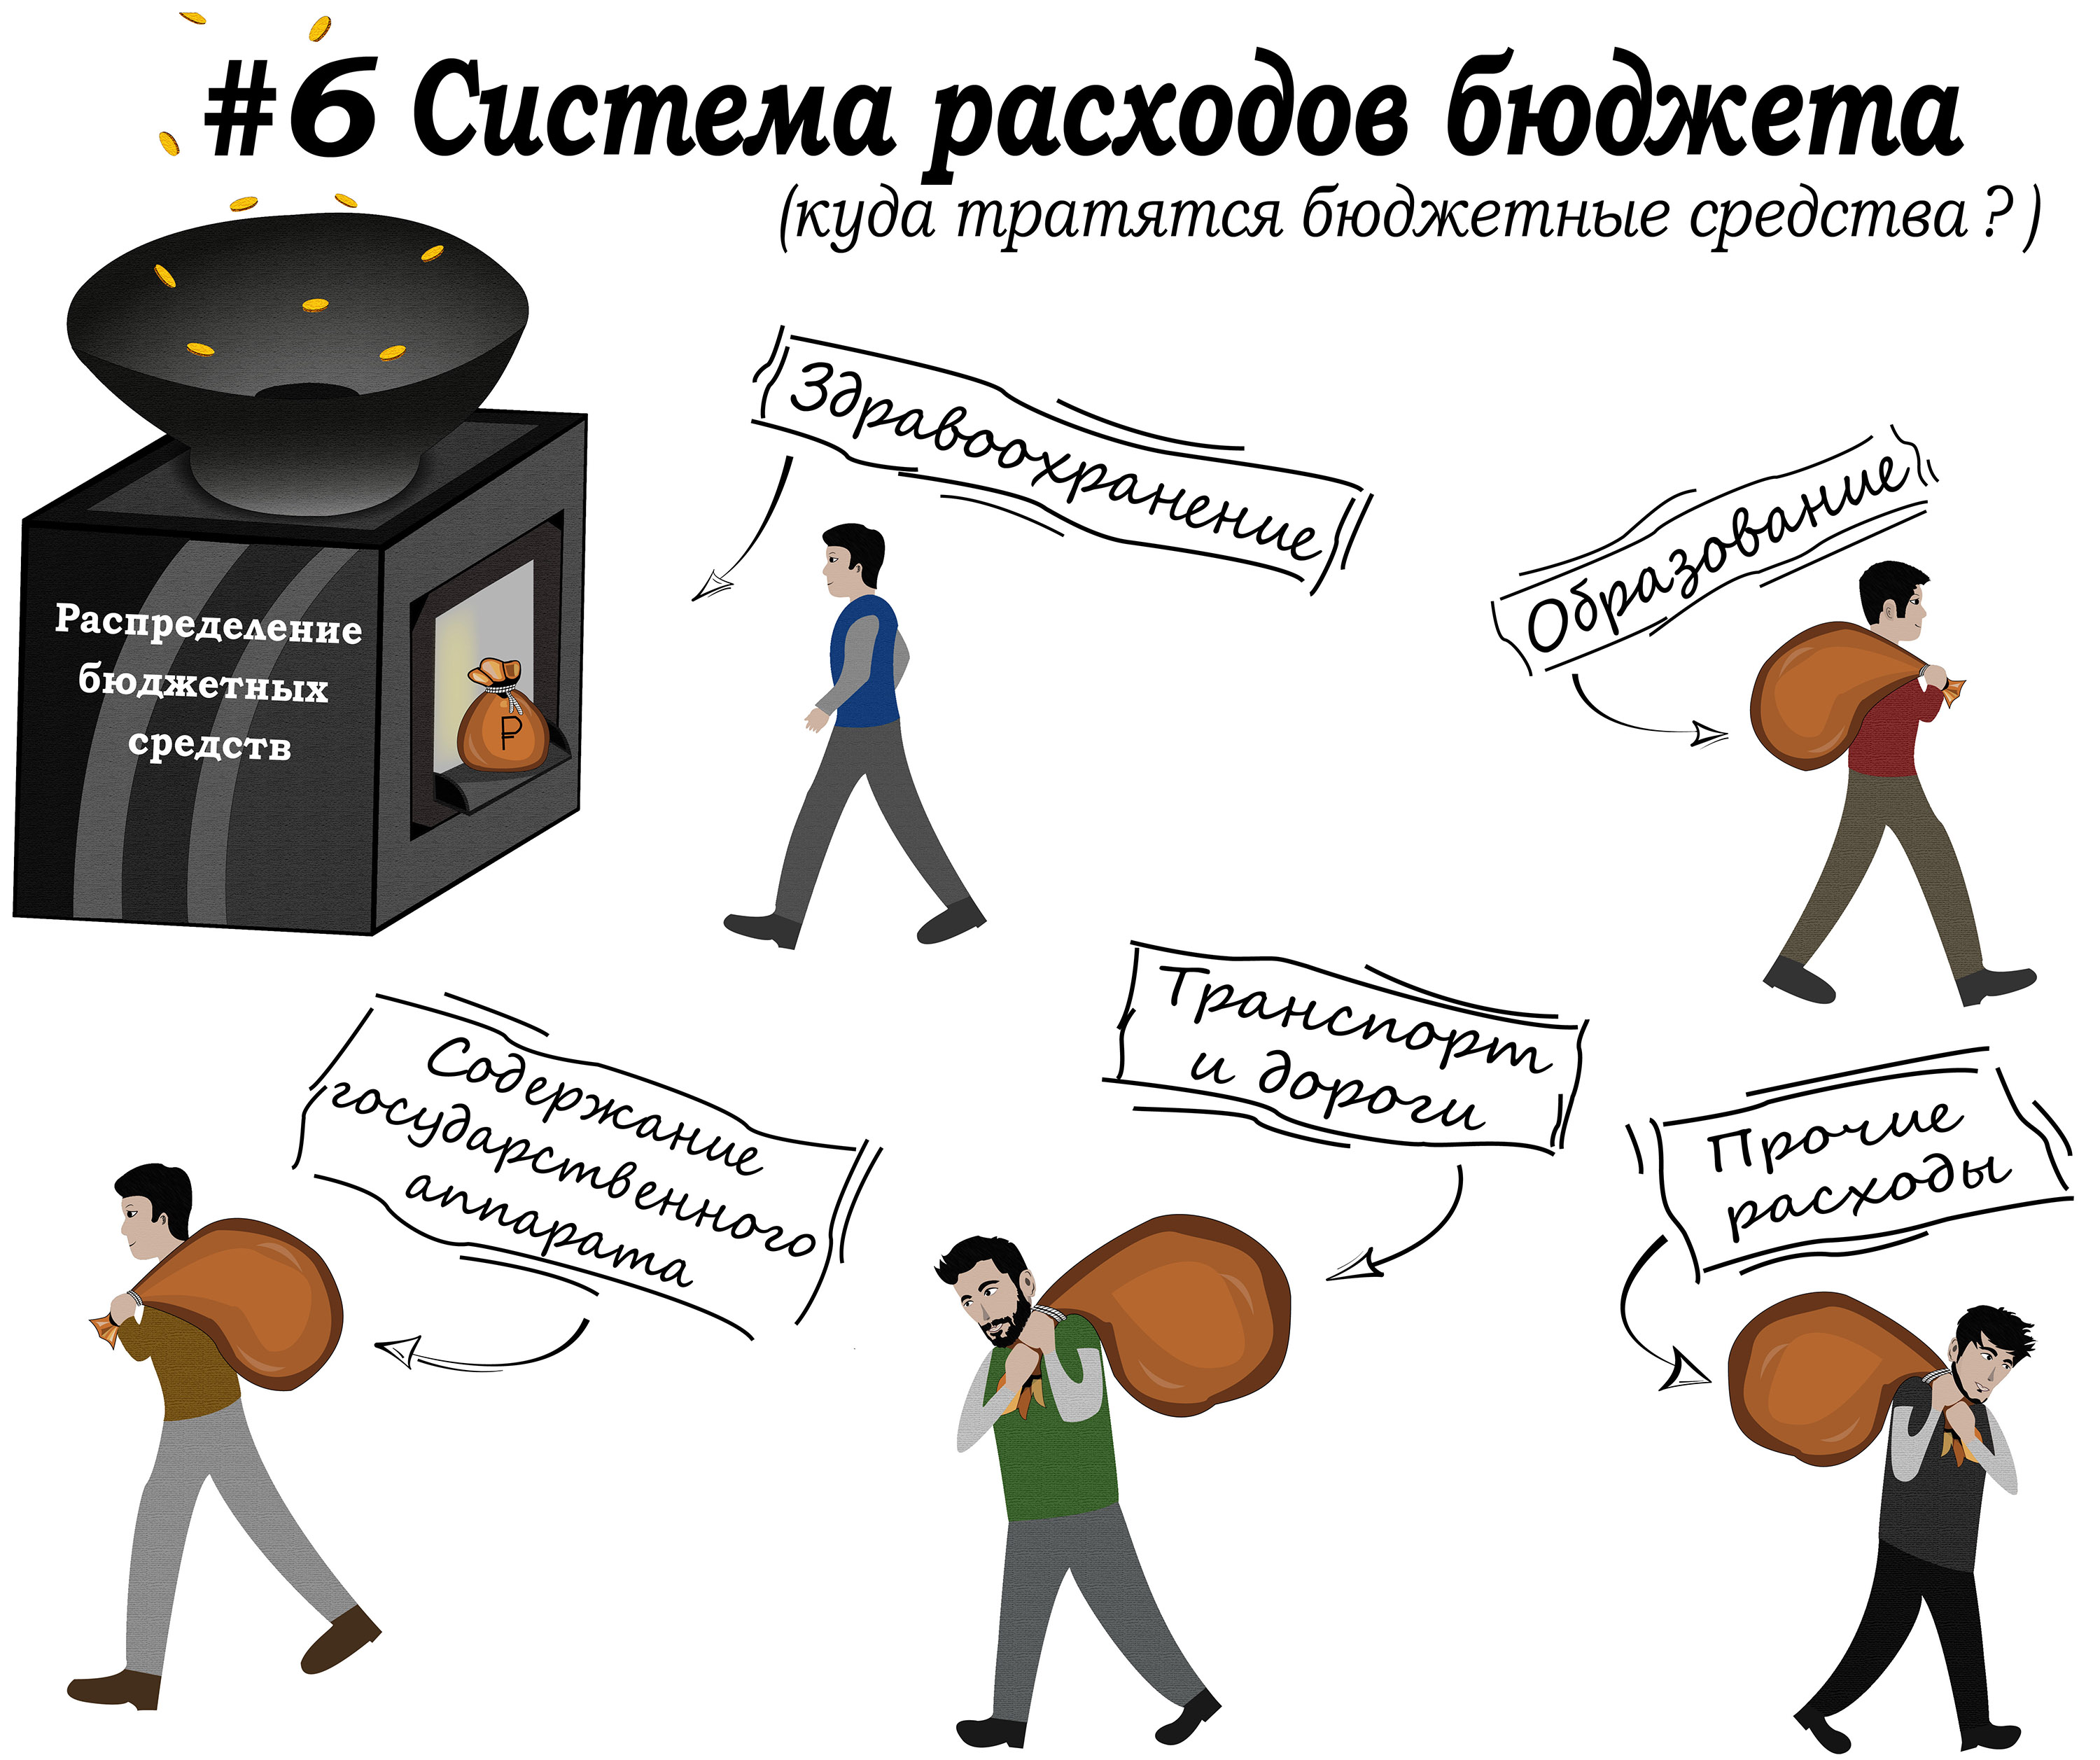 #6 Система расходов бюджета
(куда тратятся бюджетные средства?)
Здравоохранение
Образование
Распределение
бюджетных
средств
₽
Содержание
государственного
аппарата
Транспорт
и дороги
Прочие
расходы